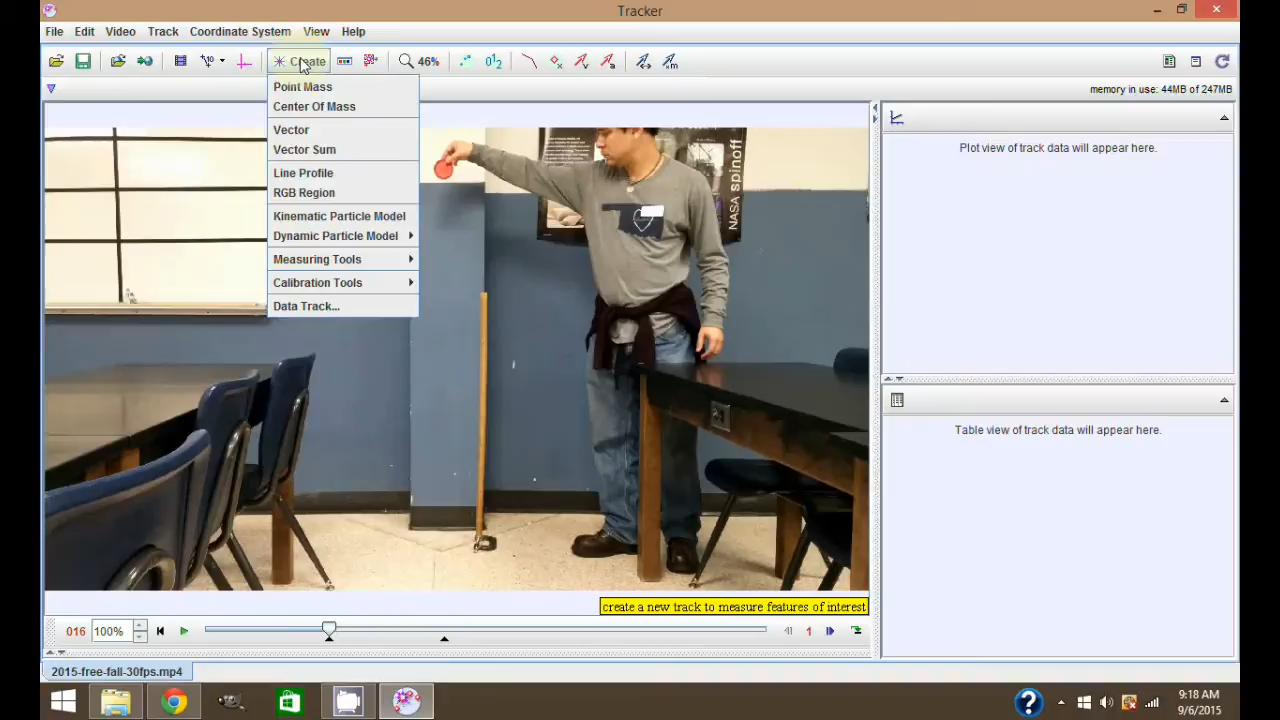 Tracker
File Edit Video Track Coordinate System View Help
Create 46%
memory in use: 44MB of 247MB
Point Mass
Center Of Mass
Vector
Vector Sum
Line Profile
RGB Region
Kinematic Particle Model
Dynamic Particle Model
Measuring Tools
Calibration Tools
Data Track...
NASA spinoff
Plot view of track data will appear here.
Table view of track data will appear here.
create a new track to measure features of interest
016 100% 1
2015-free-fall-30fps.mp4
9:18 AM
9/6/2015